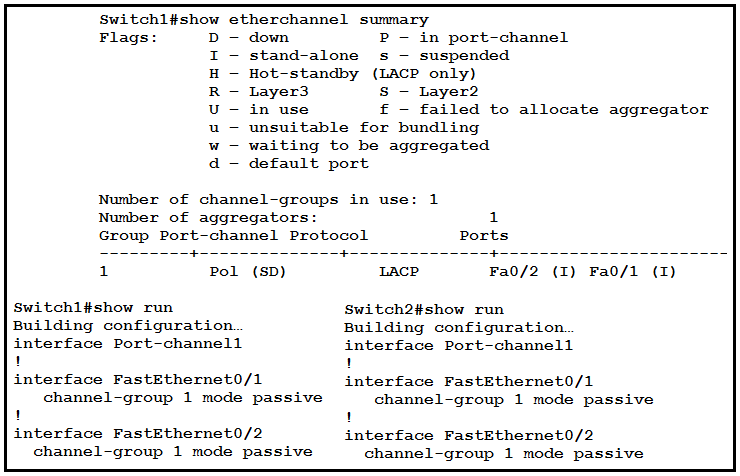 Switch1#show etherchannel summary
Flags: D – down P – in port-channel
I – stand-alone s – suspended
H – Hot-standby (LACP only)
R – Layer3 S – Layer2
U – in use f – failed to allocate aggregator
u – unsuitable for bundling
w – waiting to be aggregated
d – default port
Number of channel-groups in use: 1
Number of aggregators: 1
Group Port-channel Protocol Ports
---------+--------------+--------------+-----------------------
1 Pol (SD) LACP Fa0/2 (I) Fa0/1 (I)
Switch1#show run
Building configuration…
interface Port-channel1
!
interface FastEthernet0/1
channel-group 1 mode passive
!
interface FastEthernet0/2
channel-group 1 mode passive
Switch2#show run
Building configuration…
interface Port-channel1
!
interface FastEthernet0/1
channel-group 1 mode passive
!
interface FastEthernet0/2
channel-group 1 mode passive